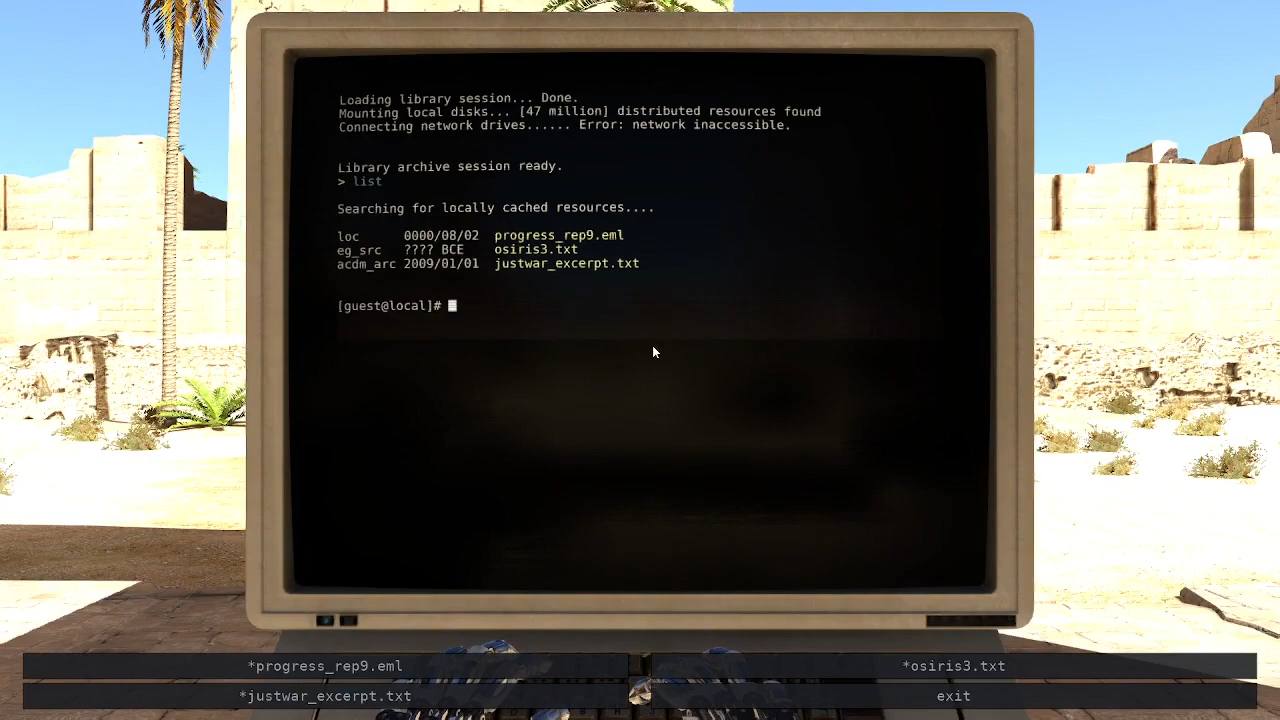 Loading library session... Done.
Mounting local disks... [47 million] distributed resources found
Connecting network drives...... Error: network inaccessible.
Library archive session ready.
> list
Searching for locally cached resources....
loc 0000/08/02 progress_rep9.eml
eg_src ???? BCE osiris3.txt
acdm_arc 2009/01/01 justwar_excerpt.txt
[guest@local]#
*progress_rep9.eml
*osiris3.txt
*justwar_excerpt.txt
exit